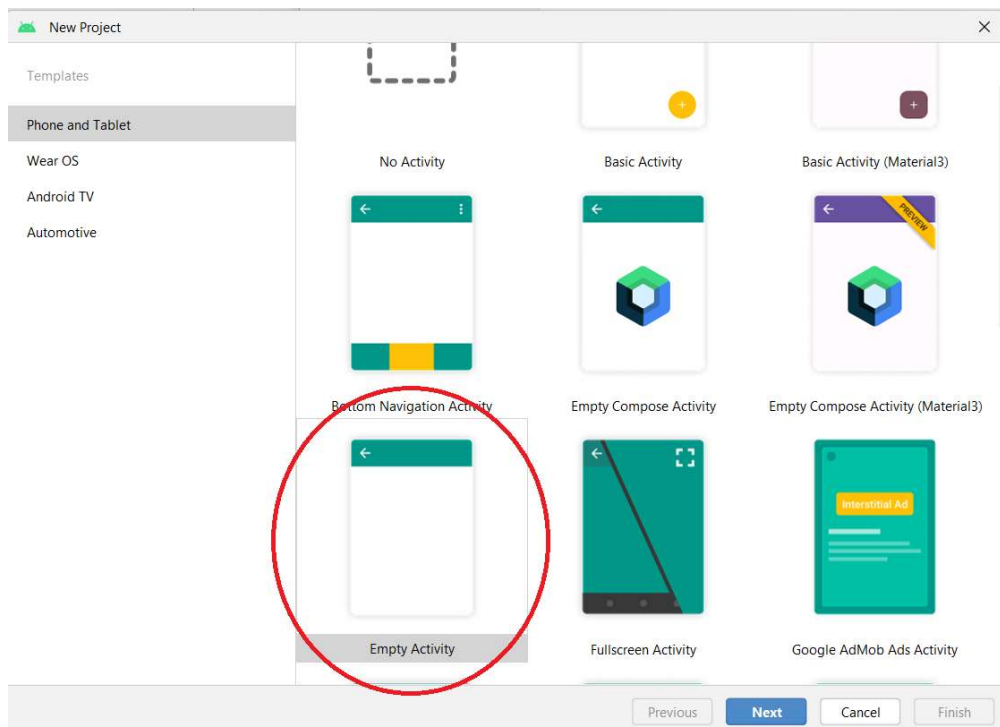 New Project
Templates
Phone and Tablet
Wear OS
Android TV
Automotive
No Activity
Basic Activity
Basic Activity (Material3)
PREVIEW
Bottom Navigation Activity
Empty Compose Activity
Empty Compose Activity (Material3)
Interstitial Ad
Empty Activity
Fullscreen Activity
Google AdMob Ads Activity
Previous
Next
Cancel
Finish